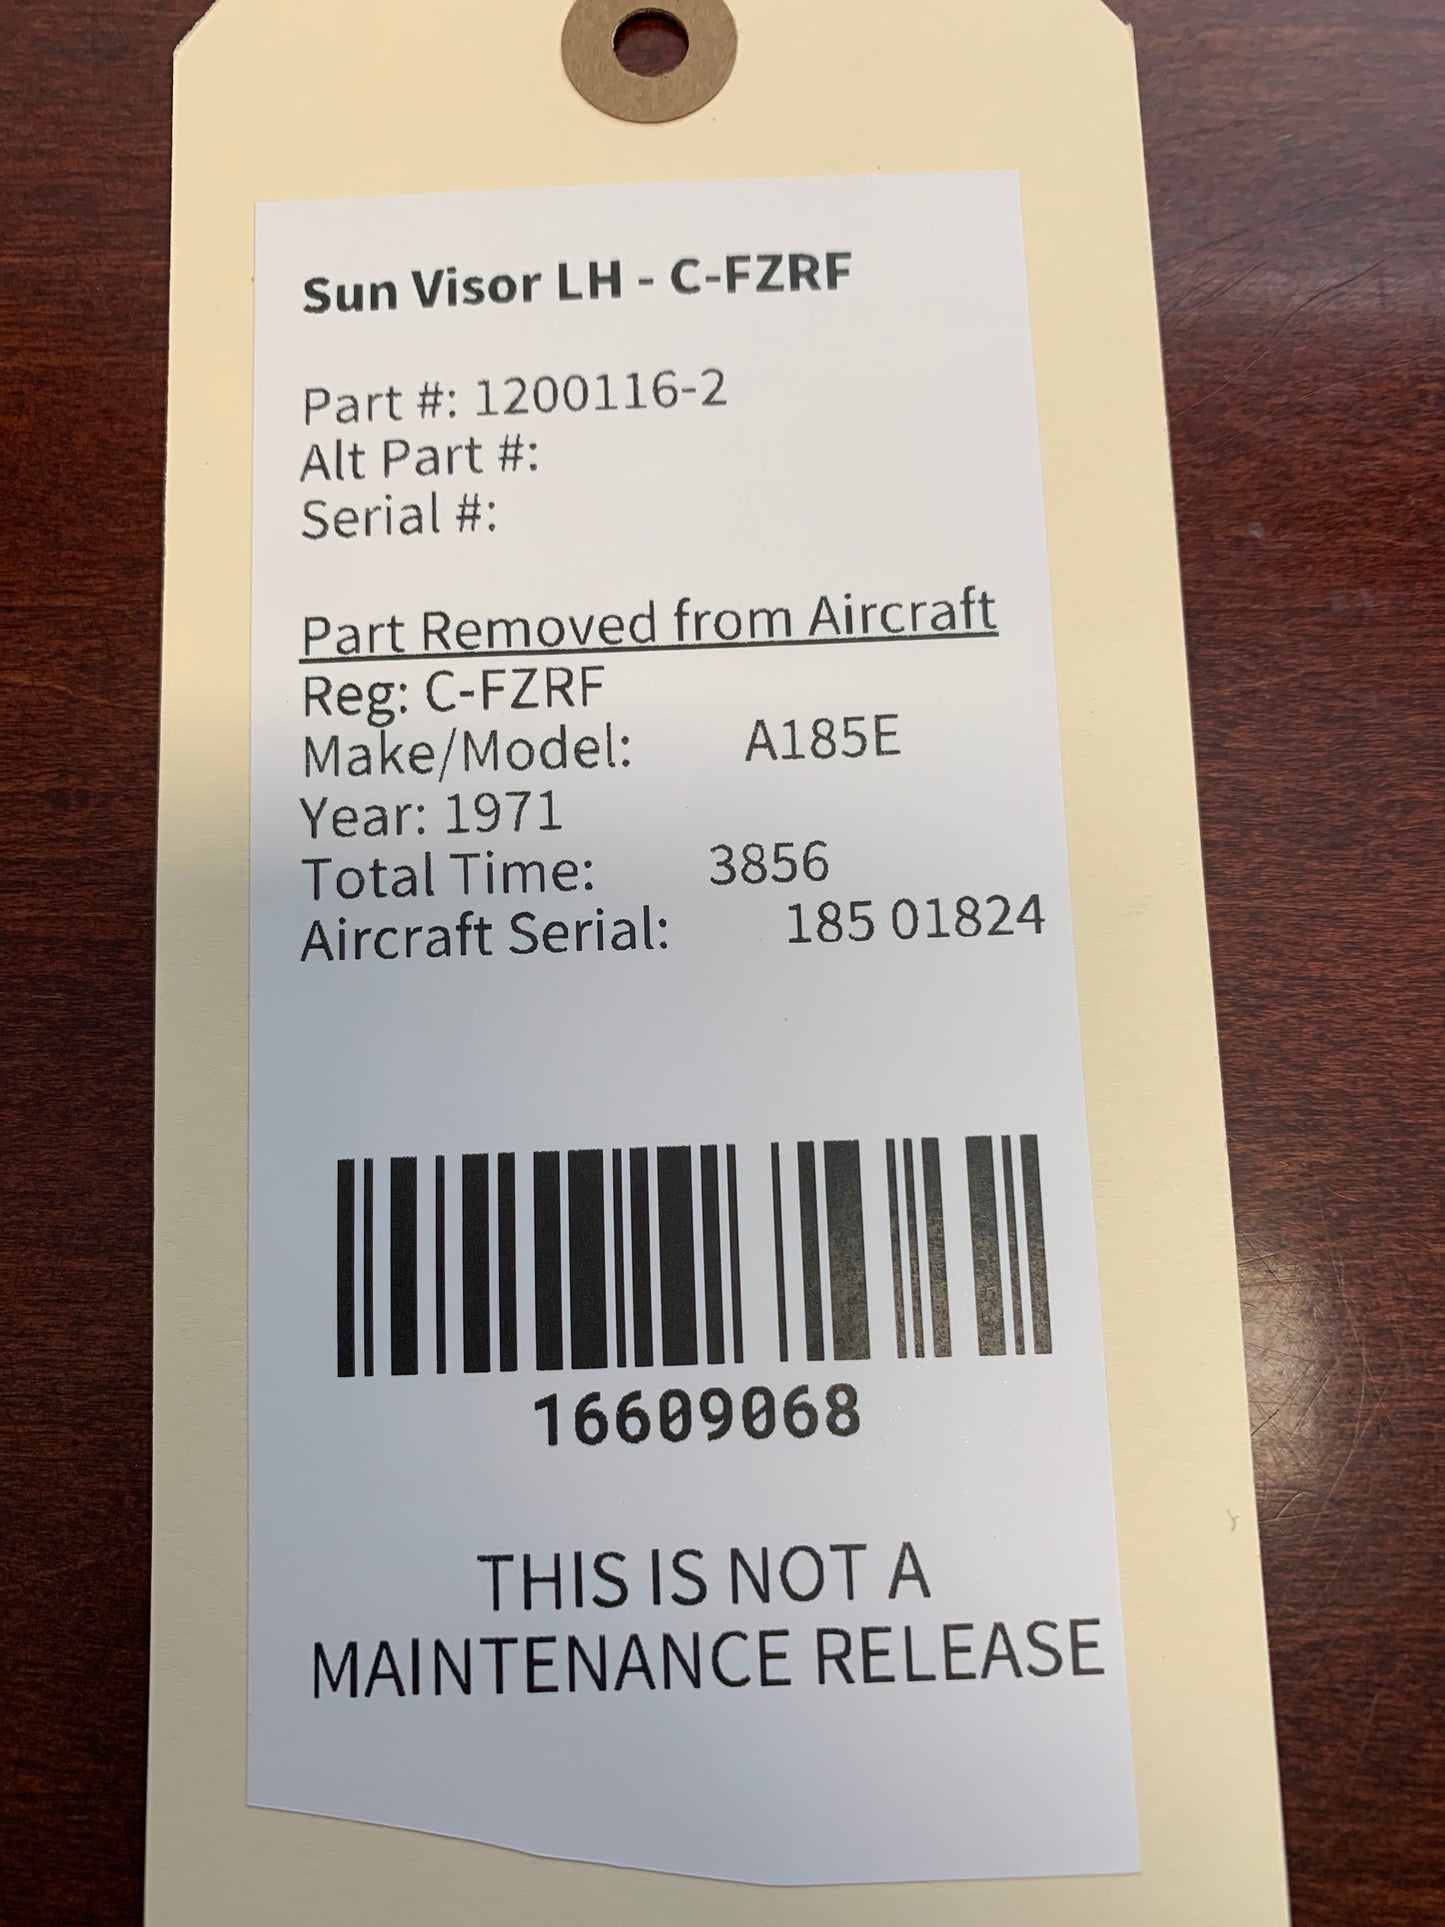 Sun Visor LH - C-FZRF
Part #: 1200116-2
Alt Part #:
Serial #:
Part Removed from Aircraft
Reg: C-FZRF
Make/Model: A185E
Year: 1971
Total Time: 3856
Aircraft Serial: 185 01824
16609068
THIS IS NOT A
MAINTENANCE RELEASE